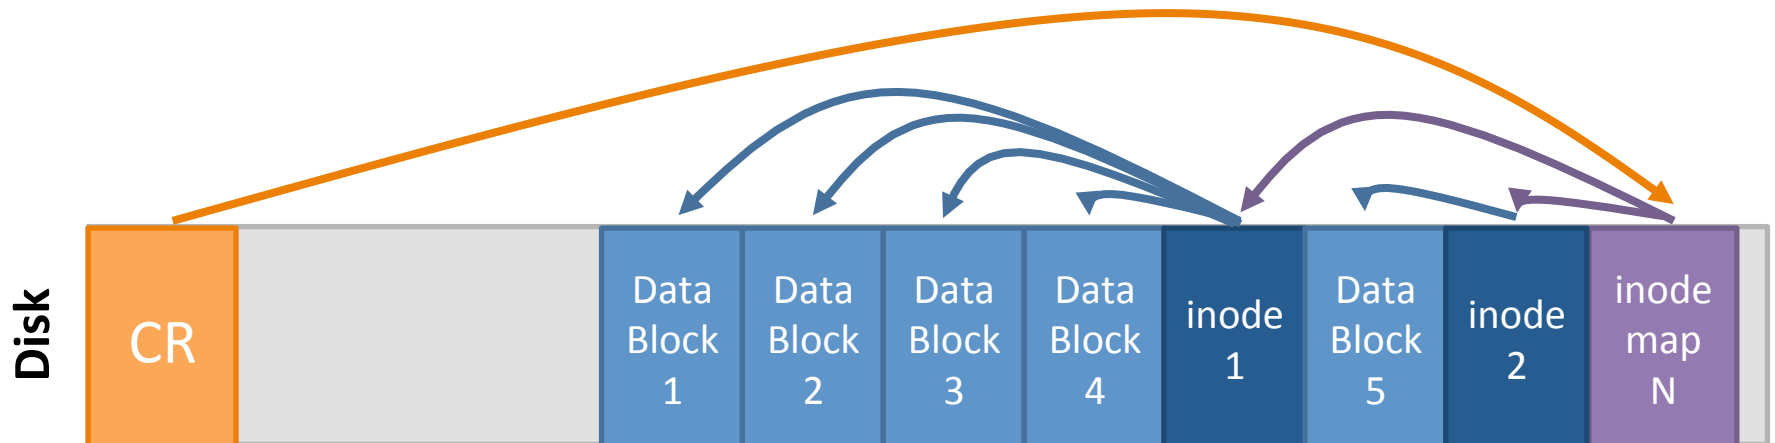 Disk
CR
Data
Block
1
Data
Block
2
Data
Block
3
Data
Block
4
inode
1
Data
Block
5
inode
2
inode
map
N